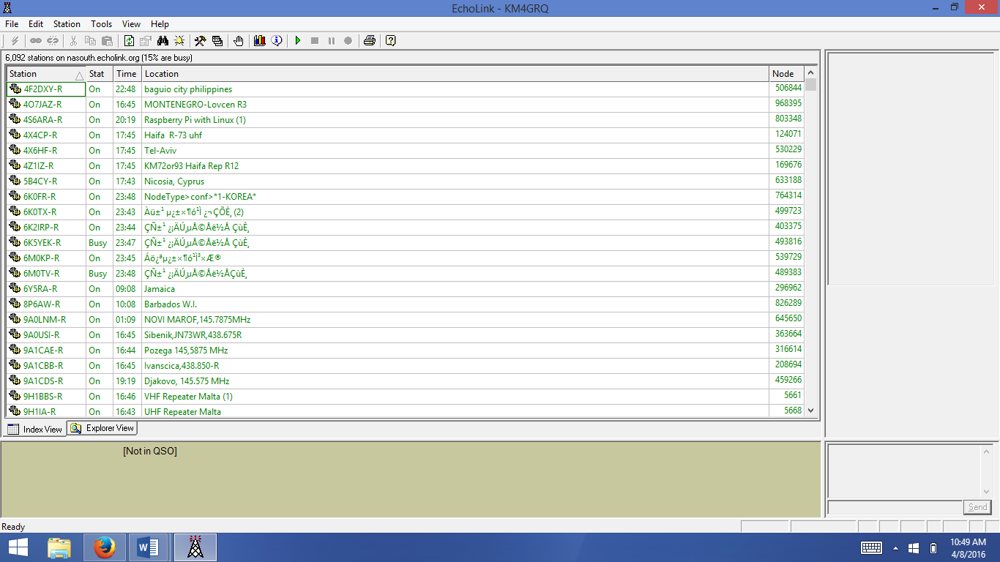 EchoLink - KM4GRQ
File Edit Station Tools View Help
6,092 stations on nasouth.echolink.org (15% are busy)
Station Stat Time Location Node
4F2DXY-R On 22:48 baguio city philippines 506844
4O7JAZ-R On 16:45 MONTENEGRO-Lovcen R3 968395
4S6ARA-R On 20:19 Raspberry Pi with Linux (1) 803348
4X4CP-R On 17:45 Haifa R-73 uhf 124071
4X6HF-R On 17:45 Tel-Aviv 530229
4Z1IZ-R On 17:45 KM72or93 Haifa Rep R12 169676
5B4CY-R On 17:43 Nicosia, Cyprus 633188
6K0FR-R On 23:48 NodeType>conf>*1-KOREA* 764314
6K0TX-R On 23:43 Àü±¹ µ¿±×¶ó¹Ì ¿¬ÇÕÈ¸ (2) 499723
6K2IRP-R On 23:44 ÇÑ±¹ ¿¡ÄÚ¸µÅ©Åë½Å ÇùÈ¸ 403375
6K5YEK-R Busy 23:47 ÇÑ±¹ ¿¡ÄÚ¸µÅ©Åë½Å ÇùÈ¸ 493816
6M0KP-R On 23:45 Áö¿ªµ¿±×¶ó¹Ì³×Æ® 539729
6M0TV-R Busy 23:48 ÇÑ±¹ ¿¡ÄÚ¸µÅ©Åë½ÅÇùÈ¸ 489383
6Y5RA-R On 09:08 Jamaica 296962
8P6AW-R On 10:08 Barbados W.I. 826289
9A0LNM-R On 01:09 NOVI MAROF,145.7875MHz 645650
9A0USI-R On 16:45 Sibenik,JN73WR,438.675R 363664
9A1CAE-R On 16:44 Pozega 145,5875 MHz 316614
9A1CBB-R On 16:45 Ivanscica,438.850-R 208694
9A1CDS-R On 19:19 Djakovo, 145.575 MHz 459266
9H1BBS-R On 16:46 VHF Repeater Malta (1) 5661
9H1IA-R On 16:43 UHF Repeater Malta 5668
Index View Explorer View
[Not in QSO]
Send
Ready
10:49 AM
4/8/2016